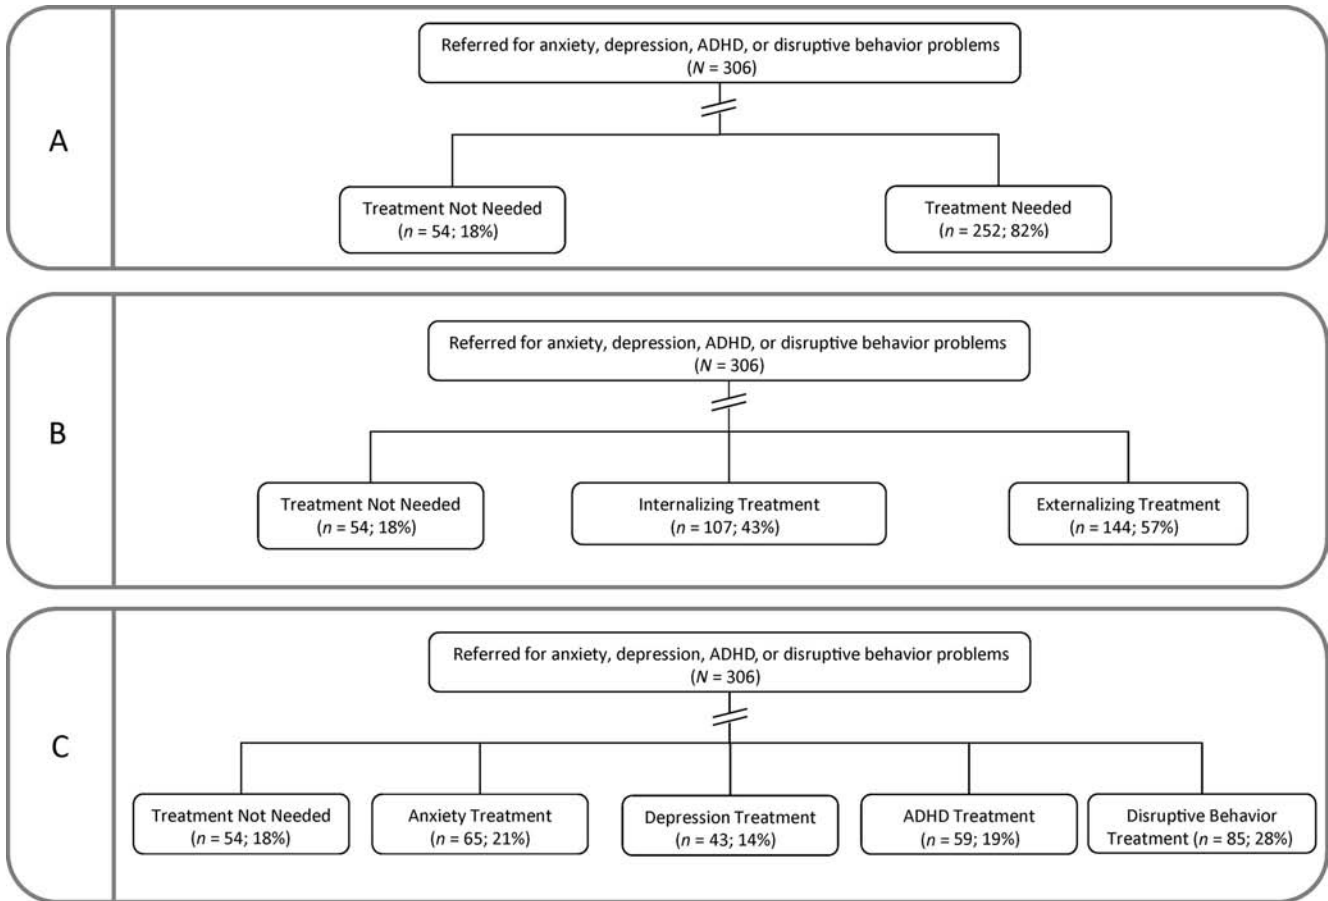 A
Referred for anxiety, depression, ADHD, or disruptive behavior problems
(N = 306)
Treatment Not Needed
(n = 54; 18%)
Treatment Needed
(n = 252; 82%)
B
Referred for anxiety, depression, ADHD, or disruptive behavior problems
(N = 306)
Treatment Not Needed
(n = 54; 18%)
Internalizing Treatment
(n = 107; 43%)
Externalizing Treatment
(n = 144; 57%)
C
Referred for anxiety, depression, ADHD, or disruptive behavior problems
(N = 306)
Treatment Not Needed
(n = 54; 18%)
Anxiety Treatment
(n = 65; 21%)
Depression Treatment
(n = 43; 14%)
ADHD Treatment
(n = 59; 19%)
Disruptive Behavior
Treatment (n = 85; 28%)